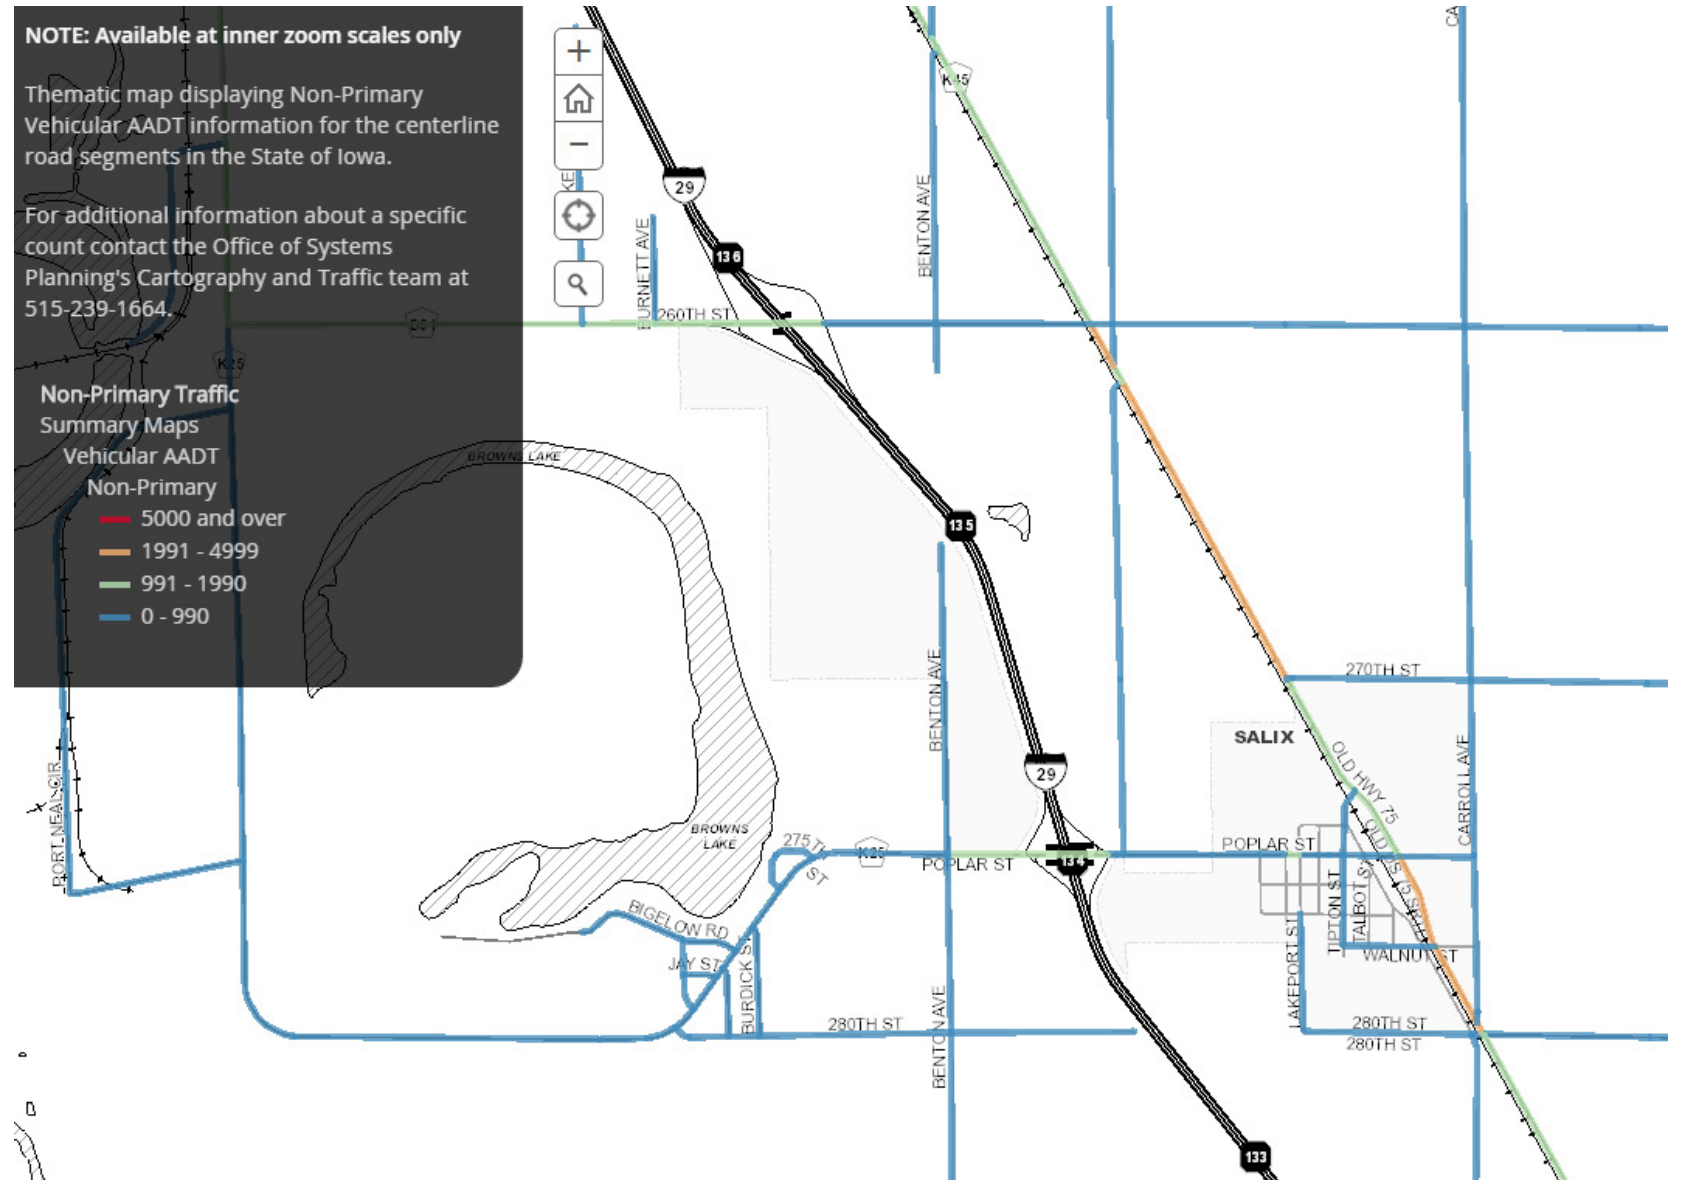 NOTE: Available at inner zoom scales only
Thematic map displaying Non-Primary
Vehicular AADT information for the centerline
road segments in the State of Iowa.
For additional information about a specific
count contact the Office of Systems
Planning's Cartography and Traffic team at
515-239-1664.
Non-Primary Traffic
Summary Maps
Vehicular AADT
Non-Primary
5000 and over
1991 - 4999
991 - 1990
0 - 990
+
−
CA
K45
KE
29
136
BURNETT AVE
BENTON AVE
260TH ST
K25
BROWNS LAKE
135
270TH ST
BENTON AVE
SALIX
29
OLD HWY 75
CARROLL AVE
PORT NEAL CIR
BROWNS
LAKE
275TH ST
K25
POPLAR ST
POPLAR ST
134
TIPTON ST
TALBOT ST
BIGELOW RD
JAY ST
BURDICK ST
LAKEPORT ST
WALNUT ST
BENTON AVE
280TH ST
280TH ST
280TH ST
133